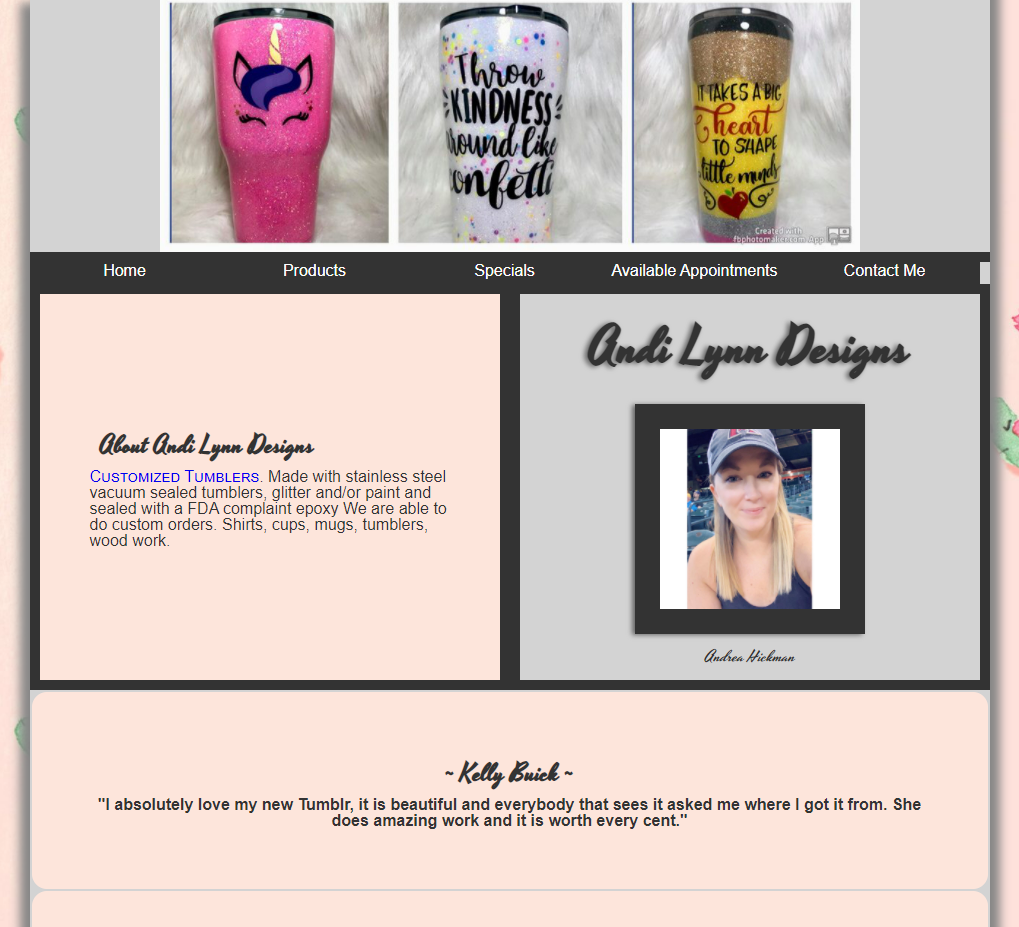 Throw
KINDNESS
around like
confetti
IT TAKES A BIG
heart
TO SHAPE
little minds
Created with
fbphotomaker.com App
Home Products Specials Available Appointments Contact Me
Andi Lynn Designs
About Andi Lynn Designs
Customized Tumblers. Made with stainless steel
vacuum sealed tumblers, glitter and/or paint and
sealed with a FDA complaint epoxy We are able to
do custom orders. Shirts, cups, mugs, tumblers,
wood work.
Andrea Hickman
~ Kelly Buick ~
"I absolutely love my new Tumblr, it is beautiful and everybody that sees it asked me where I got it from. She
does amazing work and it is worth every cent."